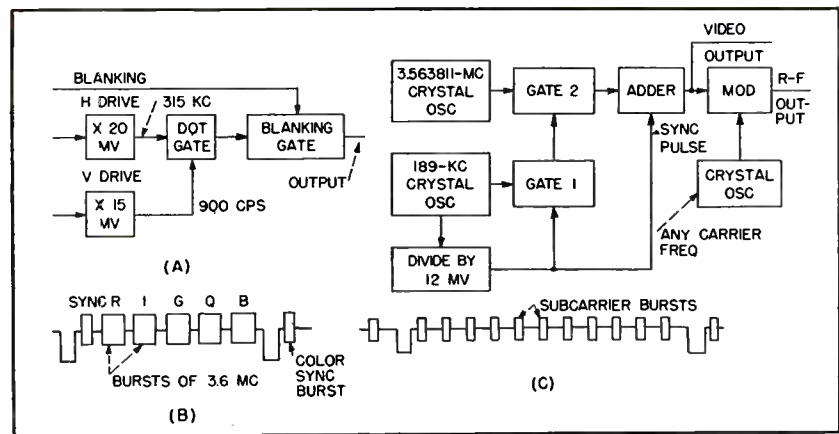 BLANKING
H DRIVE
315 KC
X 20
MV
DOT
GATE
BLANKING
GATE
OUTPUT
V DRIVE
X 15
MV
900 CPS
(A)
SYNC R I G Q B
BURSTS OF 3.6 MC
COLOR
SYNC
BURST
(B)
3.563811-MC
CRYSTAL
OSC
GATE 2
ADDER
VIDEO
OUTPUT
MOD
R-F
OUT-
PUT
SYNC
PULSE
189-KC
CRYSTAL
OSC
GATE 1
CRYSTAL
OSC
ANY CARRIER
FREQ
DIVIDE BY
12 MV
SUBCARRIER BURSTS
(C)